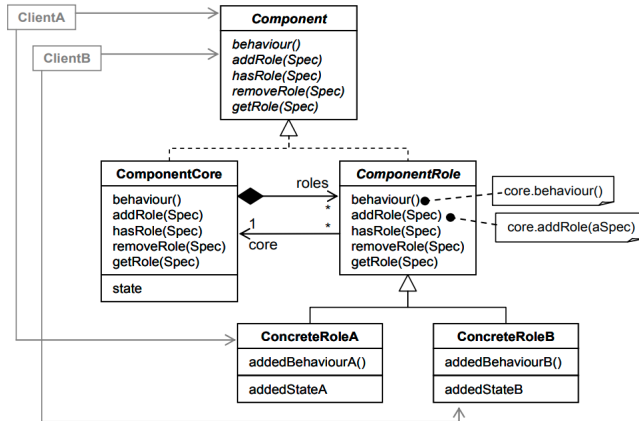 ClientA
Component
ClientB
behaviour()
addRole(Spec)
hasRole(Spec)
removeRole(Spec)
getRole(Spec)
ComponentCore
behaviour()
addRole(Spec)
hasRole(Spec)
removeRole(Spec)
getRole(Spec)
state
roles
*
1
*
core
ComponentRole
behaviour()
addRole(Spec)
hasRole(Spec)
removeRole(Spec)
getRole(Spec)
core.behaviour()
core.addRole(aSpec)
ConcreteRoleA
addedBehaviourA()
addedStateA
ConcreteRoleB
addedBehaviourB()
addedStateB